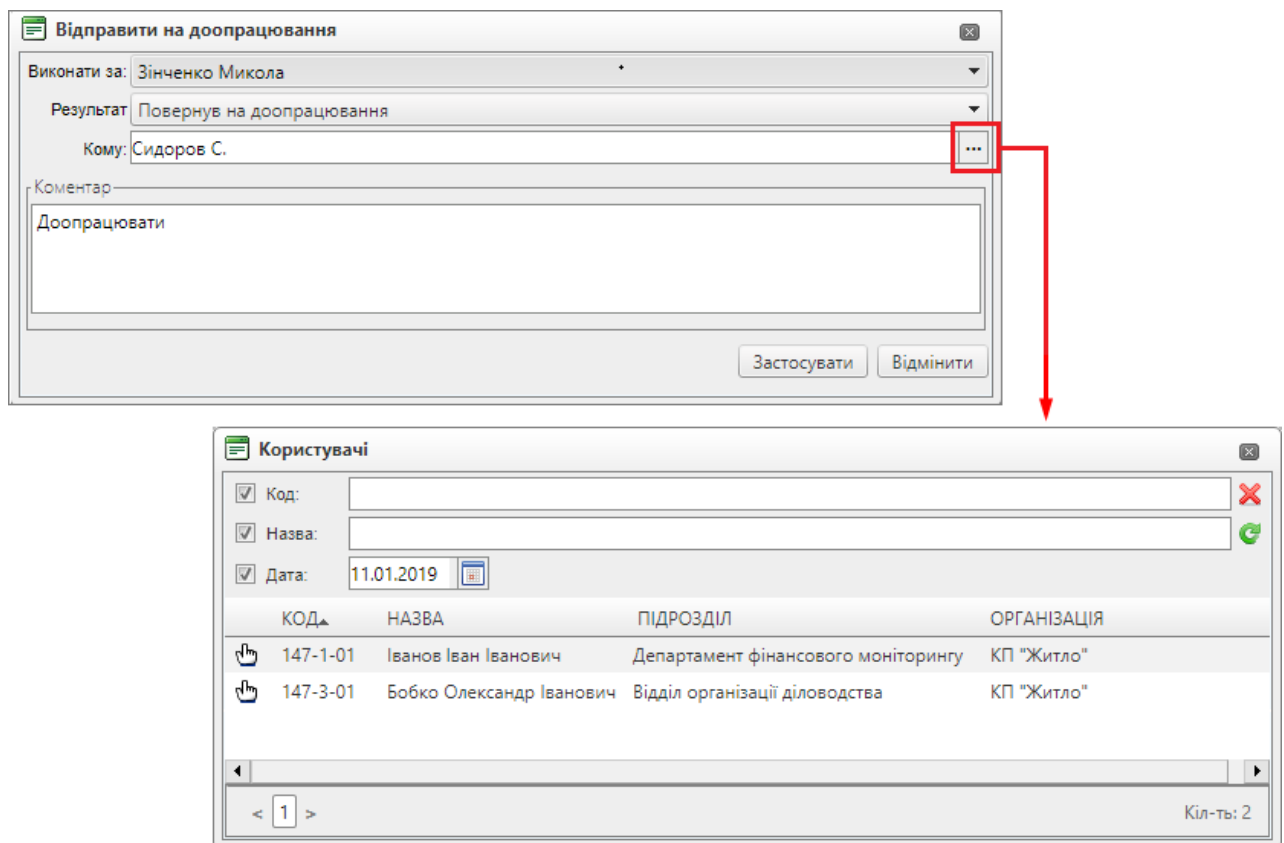 Відправити на доопрацювання
Виконати за: Зінченко Микола
Результат Повернув на доопрацювання
Кому: Сидоров С. ...
Коментар
Доопрацювати
Застосувати Відмінити
Користувачі
Код:
Назва:
Дата: 11.01.2019
КОД НАЗВА ПІДРОЗДІЛ ОРГАНІЗАЦІЯ
147-1-01 Іванов Іван Іванович Департамент фінансового моніторингу КП "Житло"
147-3-01 Бобко Олександр Іванович Відділ організації діловодства КП "Житло"
< 1 > Кіл-ть: 2